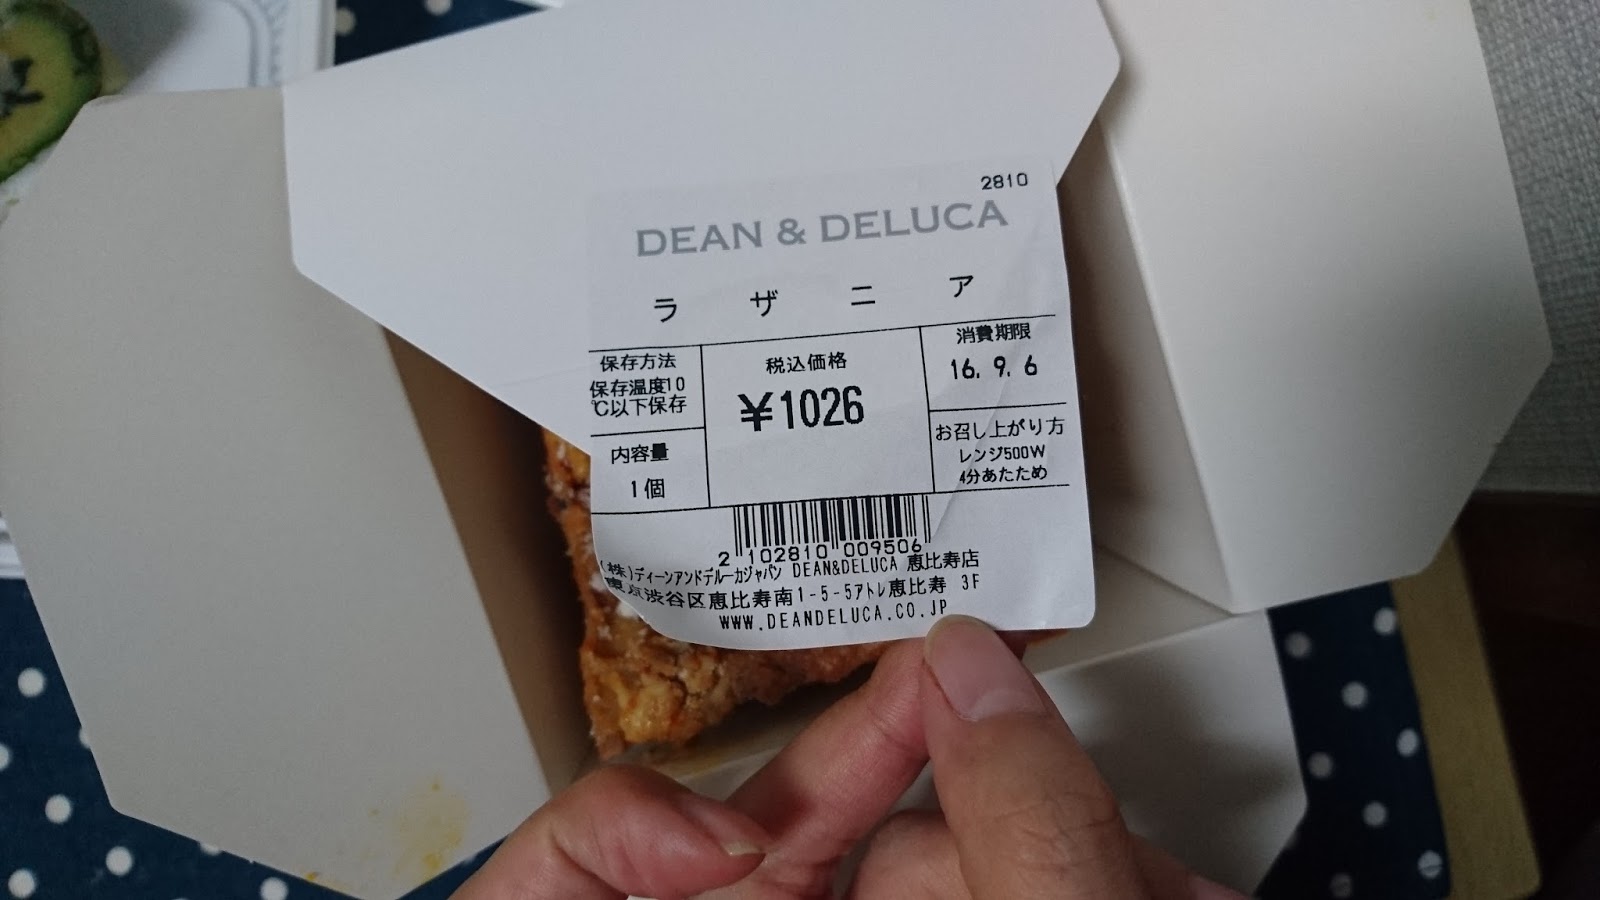 2810
DEAN & DELUCA
ラザニア
保存方法
保存温度10
℃以下保存
内容量
1個
税込価格
¥1026
消費期限
16. 9. 6
お召し上がり方
レンジ500W
4分あたため
2 102810 009506
(株)ディーンアンドデルーカジャパン DEAN&DELUCA 恵比寿店
東京渋谷区恵比寿南1-5-5アトレ恵比寿 3F
WWW.DEANDELUCA.CO.JP